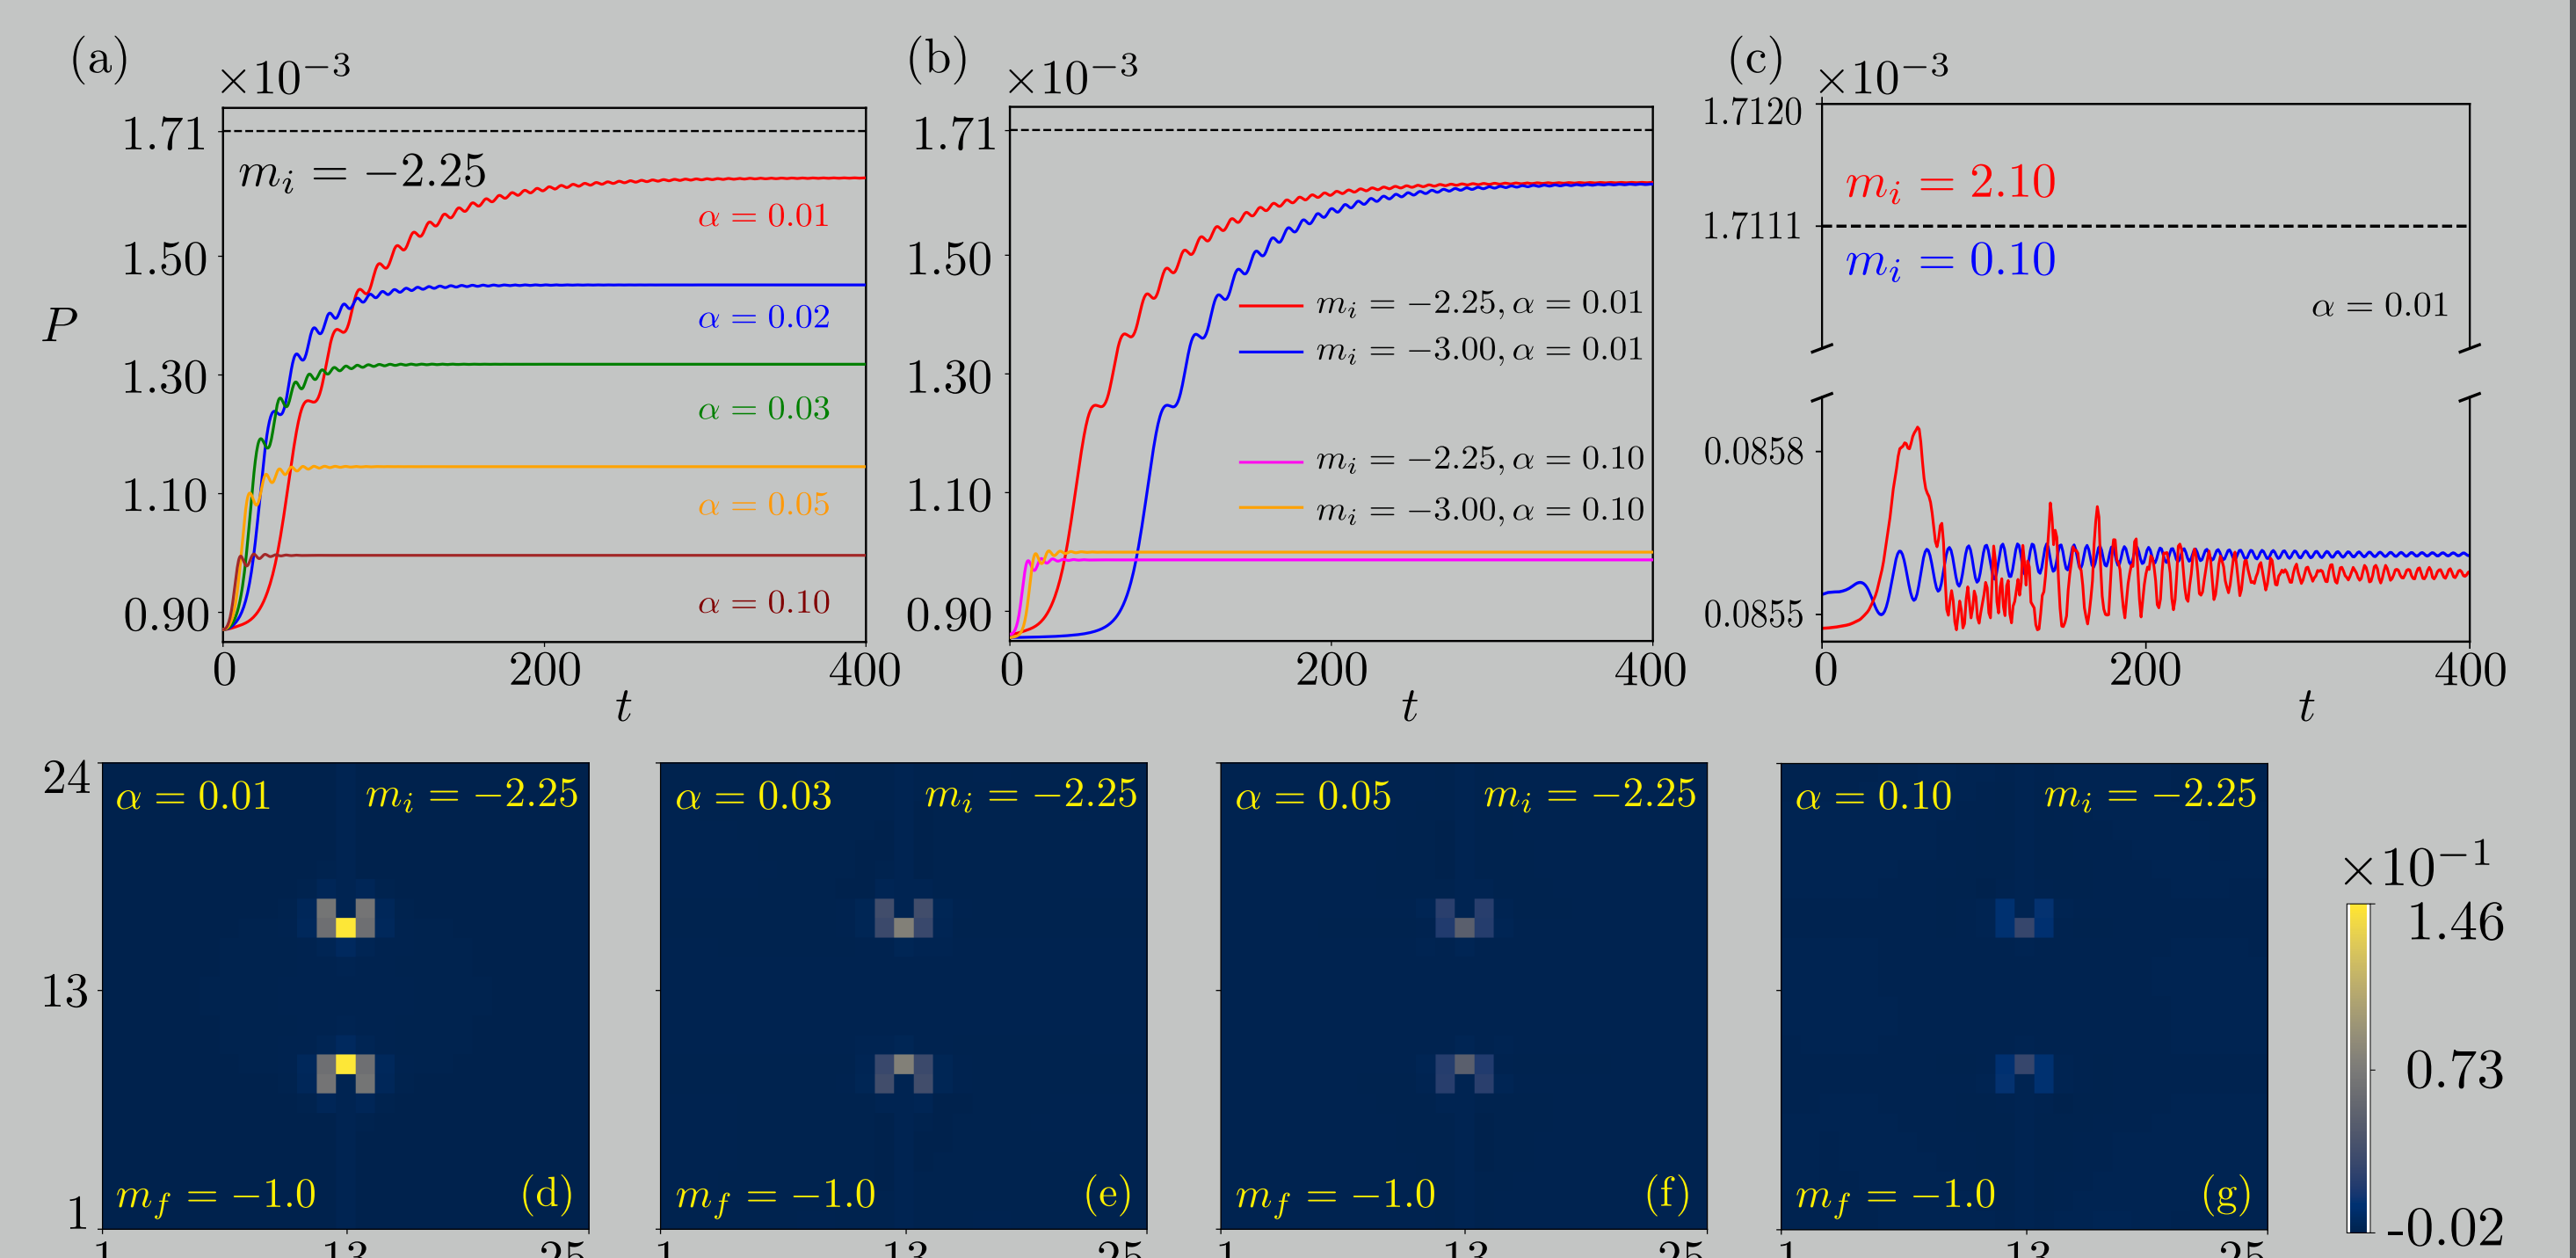 (a)
×10⁻³
1.71
1.50
1.30
1.10
0.90
P
m_i = −2.25
α = 0.01
α = 0.02
α = 0.03
α = 0.05
α = 0.10
0 200 400
t
(b)
×10⁻³
1.71
1.50
1.30
1.10
0.90
m_i = −2.25, α = 0.01
m_i = −3.00, α = 0.01
m_i = −2.25, α = 0.10
m_i = −3.00, α = 0.10
0 200 400
t
(c)
×10⁻³
1.7120
1.7111
0.0858
0.0855
m_i = 2.10
m_i = 0.10
α = 0.01
0 200 400
t
24
13
1
α = 0.01 m_i = −2.25
m_f = −1.0 (d)
1 13 25
α = 0.03 m_i = −2.25
m_f = −1.0 (e)
1 13 25
α = 0.05 m_i = −2.25
m_f = −1.0 (f)
1 13 25
α = 0.10 m_i = −2.25
m_f = −1.0 (g)
1 13 25
×10⁻¹
1.46
0.73
-0.02